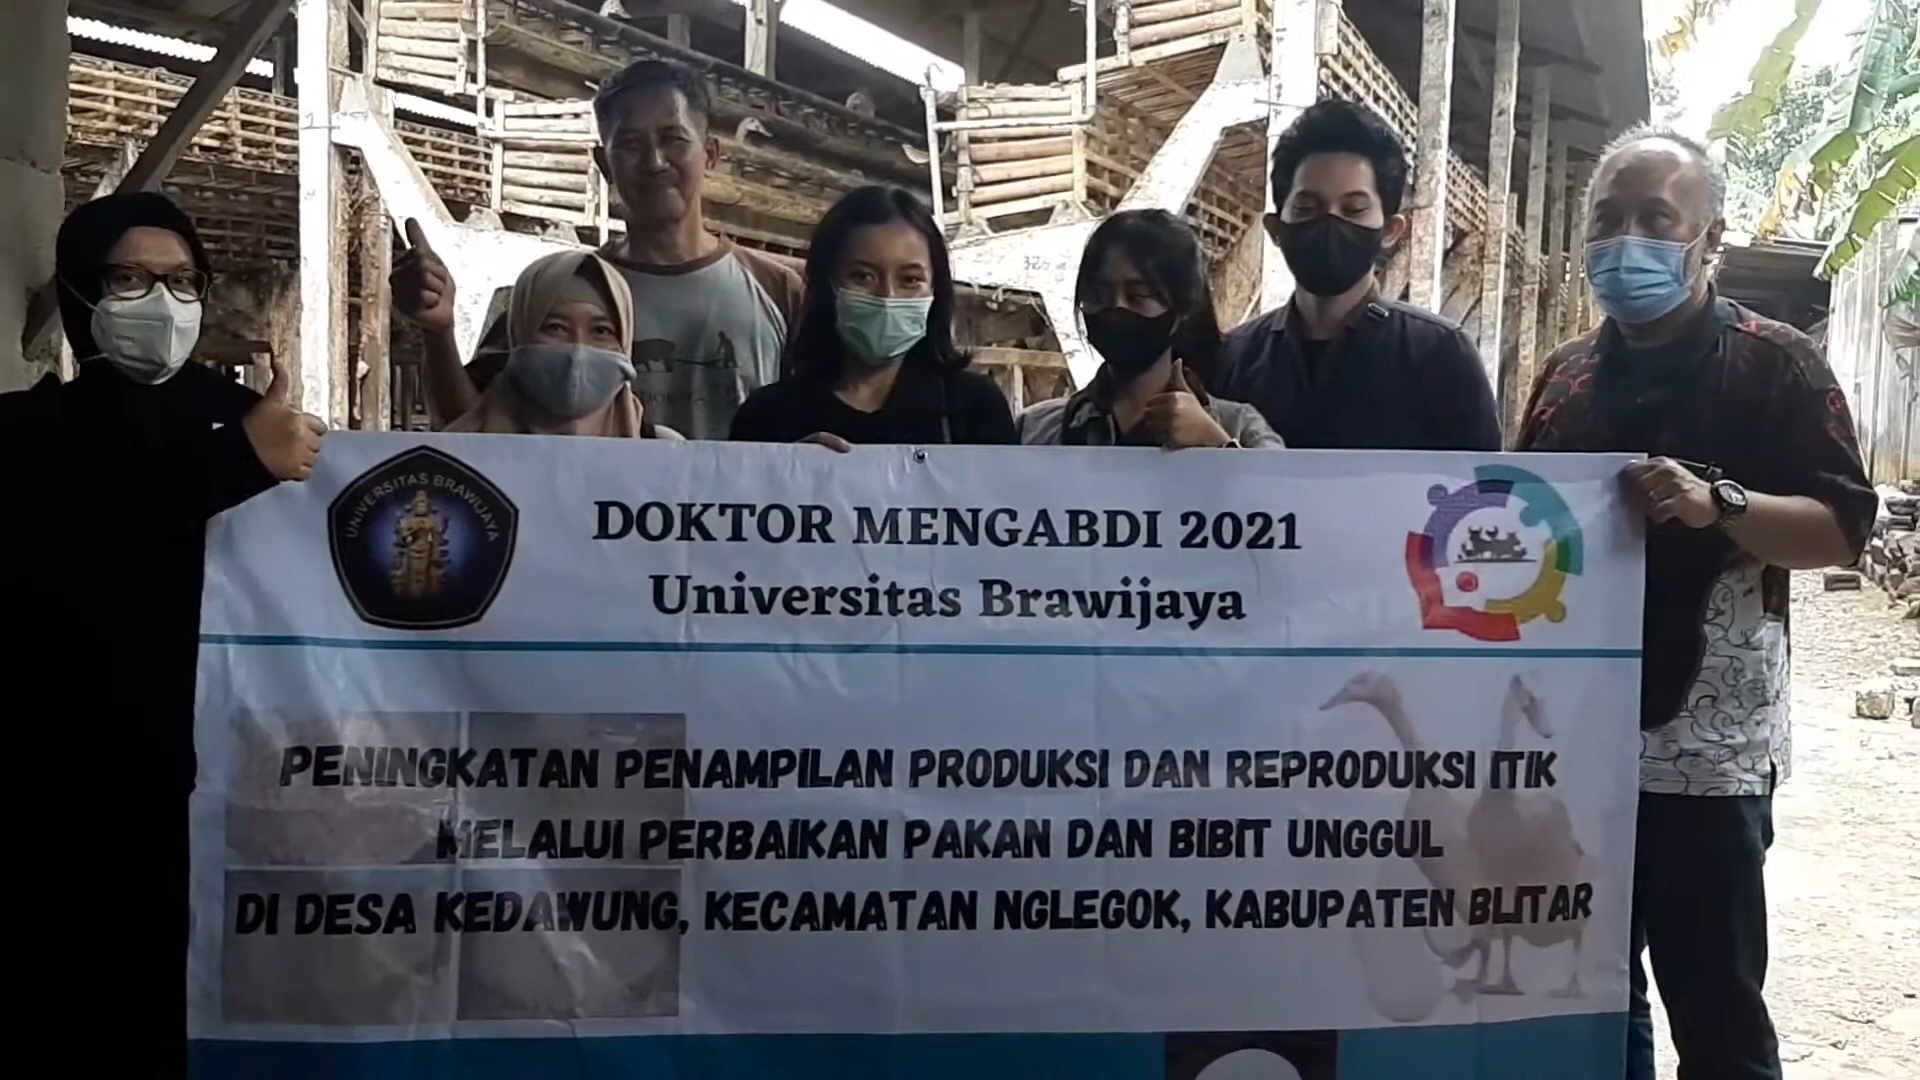 UNIVERSITAS BRAWIJAYA
DOKTOR MENGABDI 2021
Universitas Brawijaya
PENINGKATAN PENAMPILAN PRODUKSI DAN REPRODUKSI ITIK
MELALUI PERBAIKAN PAKAN DAN BIBIT UNGGUL
DI DESA KEDAWUNG, KECAMATAN NGLEGOK, KABUPATEN BLITAR